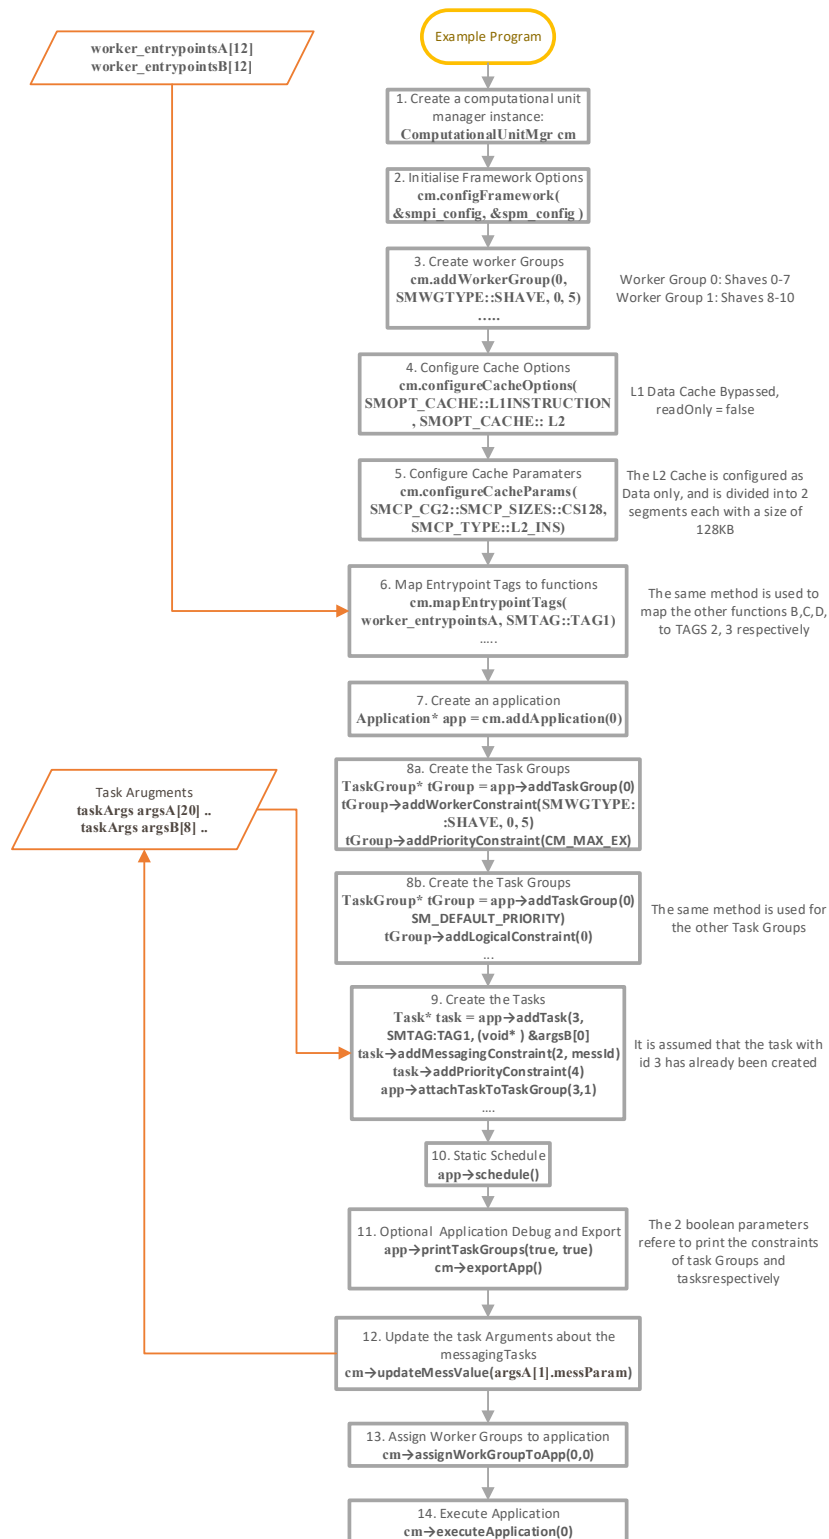 Example Program
worker_entrypointsA[12]
worker_entrypointsB[12]
1. Create a computational unit
manager instance:
ComputationalUnitMgr cm
2. Initialise Framework Options
cm.configFramework(
&smpi_config, &spm_config )
3. Create worker Groups
cm.addWorkerGroup(0,
SMWGTYPE::SHAVE, 0, 5)
…..
Worker Group 0: Shaves 0-7
Worker Group 1: Shaves 8-10
4. Configure Cache Options
cm.configureCacheOptions(
SMOPT_CACHE::L1INSTRUCTION
, SMOPT_CACHE:: L2
L1 Data Cache Bypassed,
readOnly = false
5. Configure Cache Paramaters
cm.configureCacheParams(
SMCP_CG2::SMCP_SIZES::CS128,
SMCP_TYPE::L2_INS)
The L2 Cache is configured as
Data only, and is divided into 2
segments each with a size of
128KB
6. Map Entrypoint Tags to functions
cm.mapEntrypointTags(
worker_entrypointsA, SMTAG::TAG1)
…..
The same method is used to
map the other functions B,C,D,
to TAGS 2, 3 respectively
7. Create an application
Application* app = cm.addApplication(0)
8a. Create the Task Groups
TaskGroup* tGroup = app→addTaskGroup(0)
tGroup→addWorkerConstraint(SMWGTYPE:
:SHAVE, 0, 5)
tGroup→addPriorityConstraint(CM_MAX_EX)
Task Arugments
taskArgs argsA[20] ..
taskArgs argsB[8] ..
8b. Create the Task Groups
TaskGroup* tGroup = app→addTaskGroup(0)
SM_DEFAULT_PRIORITY)
tGroup→addLogicalConstraint(0)
...
The same method is used for
the other Task Groups
9. Create the Tasks
Task* task = app→addTask(3,
SMTAG:TAG1, (void* ) &argsB[0]
task→addMessagingConstraint(2, messId)
task→addPriorityConstraint(4)
app→attachTaskToTaskGroup(3,1)
….
It is assumed that the task with
id 3 has already been created
10. Static Schedule
app→schedule()
11. Optional Application Debug and Export
app→printTaskGroups(true, true)
cm→exportApp()
The 2 boolean parameters
refere to print the constraints
of task Groups and
tasksrespectively
12. Update the task Arguments about the
messagingTasks
cm→updateMessValue(argsA[1].messParam)
13. Assign Worker Groups to application
cm→assignWorkGroupToApp(0,0)
14. Execute Application
cm→executeApplication(0)